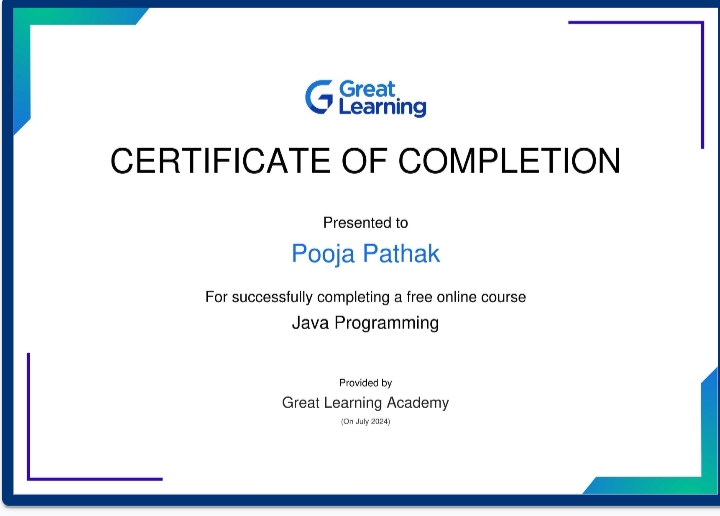 Great
Learning
CERTIFICATE OF COMPLETION
Presented to
Pooja Pathak
For successfully completing a free online course
Java Programming
Provided by
Great Learning Academy
(On July 2024)